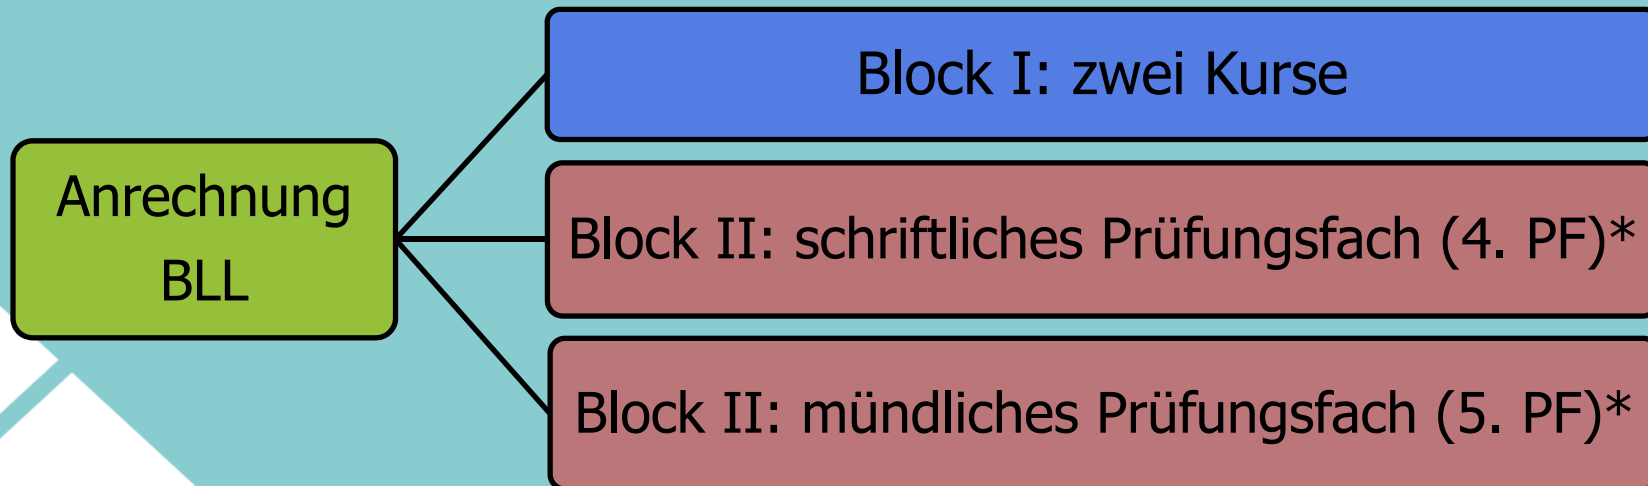 Block I: zwei Kurse
Anrechnung
BLL
Block II: schriftliches Prüfungsfach (4. PF)*
Block II: mündliches Prüfungsfach (5. PF)*